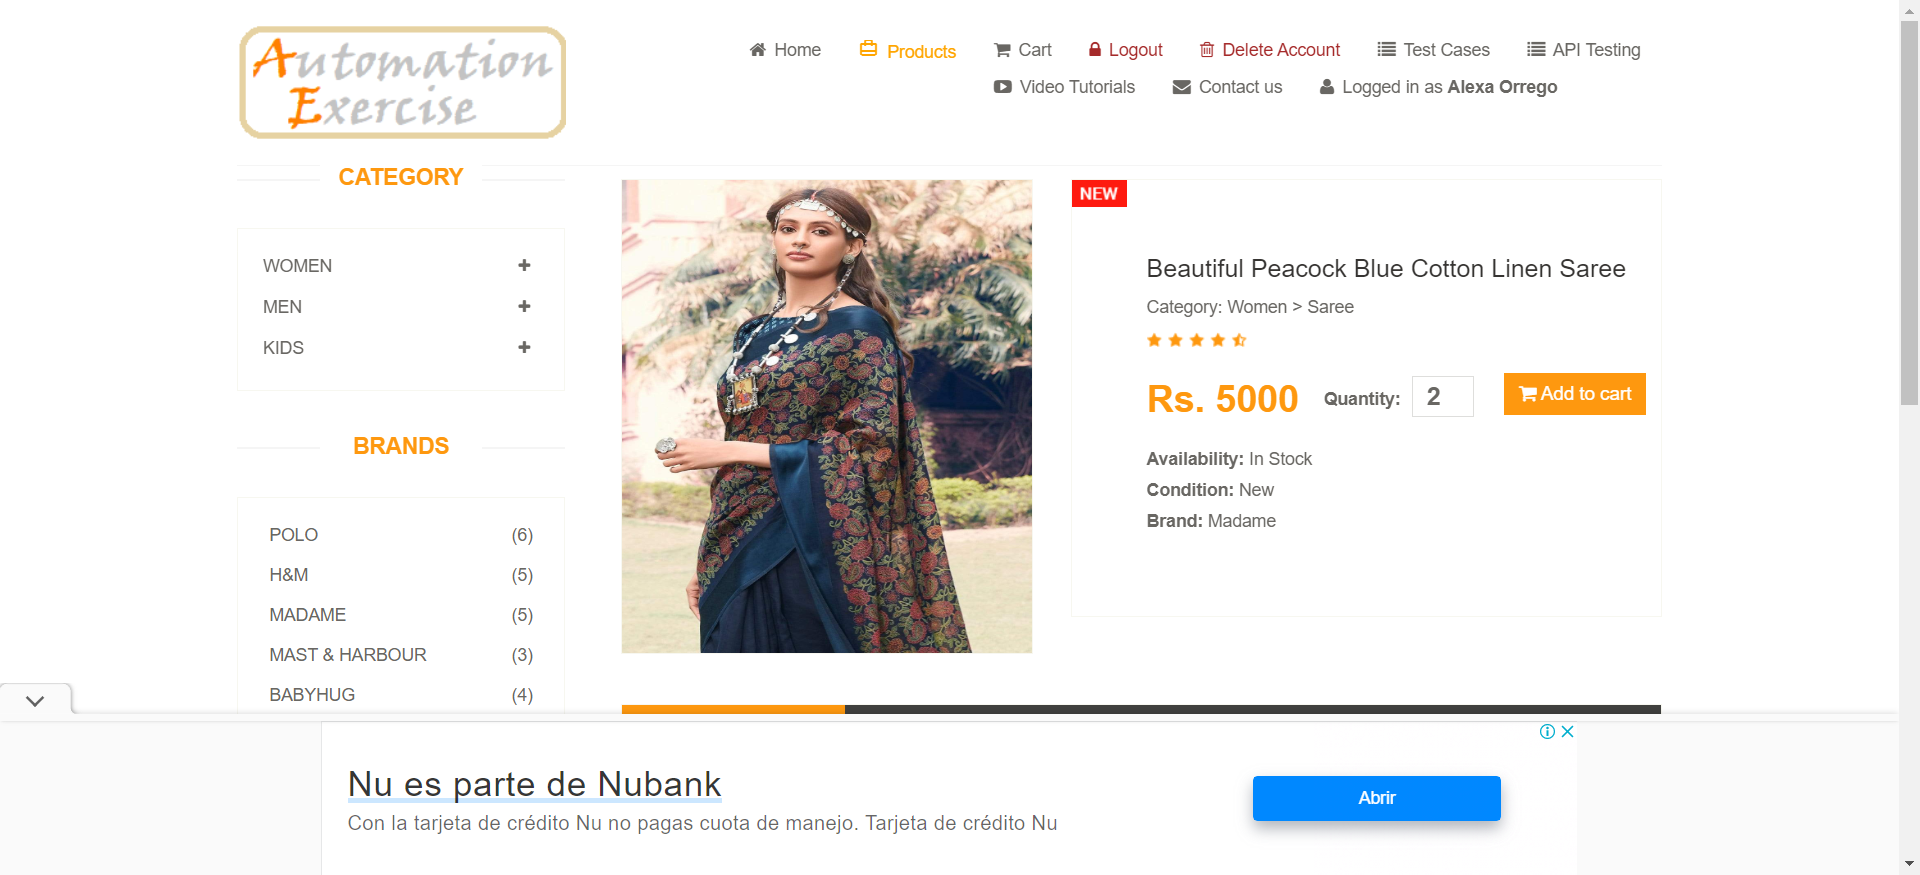 Automation
Exercise
Home Products Cart Logout Delete Account Test Cases API Testing
Video Tutorials Contact us Logged in as Alexa Orrego
CATEGORY
WOMEN
MEN
KIDS
BRANDS
POLO (6)
H&M (5)
MADAME (5)
MAST & HARBOUR (3)
BABYHUG (4)
NEW
Beautiful Peacock Blue Cotton Linen Saree
Category: Women > Saree
Rs. 5000 Quantity: 2 Add to cart
Availability: In Stock
Condition: New
Brand: Madame
Nu es parte de Nubank
Con la tarjeta de crédito Nu no pagas cuota de manejo. Tarjeta de crédito Nu
Abrir